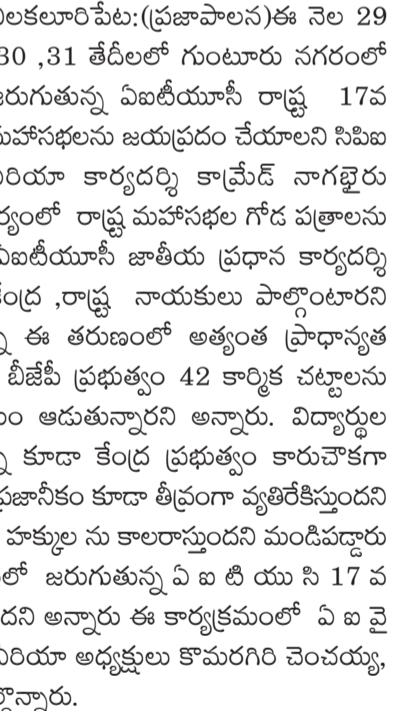 లకలూరిపేట:(ప్రజాపాలన)ఈ నెల 29
30 ,31 తేదీలలో గుంటూరు నగరంలో
జరుగుతున్న ఏఐటీయూసీ రాష్ట్ర 17వ
మహాసభలను జయప్రదం చేయాలని సిపిఐ
ఏరియా కార్యదర్శి కామ్రేడ్ నాగభైరు
ర్యంలో రాష్ట్ర మహాసభల గోడ పత్రాలను
ఏఐటీయూసీ జాతీయ ప్రధాన కార్యదర్శి
కేంద్ర ,రాష్ట్ర నాయకులు పాల్గొంటారని
ఈ తరుణంలో అత్యంత ప్రాధాన్యత
బీజేపీ ప్రభుత్వం 42 కార్మిక చట్టాలను
ఆడుతున్నారని అన్నారు. విద్యార్థుల
కూడా కేంద్ర ప్రభుత్వం కారుచౌకగా
ప్రజానీకం కూడా తీవ్రంగా వ్యతిరేకిస్తుందని
హక్కుల ను కాలరాస్తుందని మండిపడ్డారు
లో జరుగుతున్న ఏ ఐ టి యు సి 17 వ
దని అన్నారు ఈ కార్యక్రమంలో ఏ ఐ వై
ఏరియా అధ్యక్షులు కొమరగిరి చెంచయ్య,
ల్గొన్నారు.